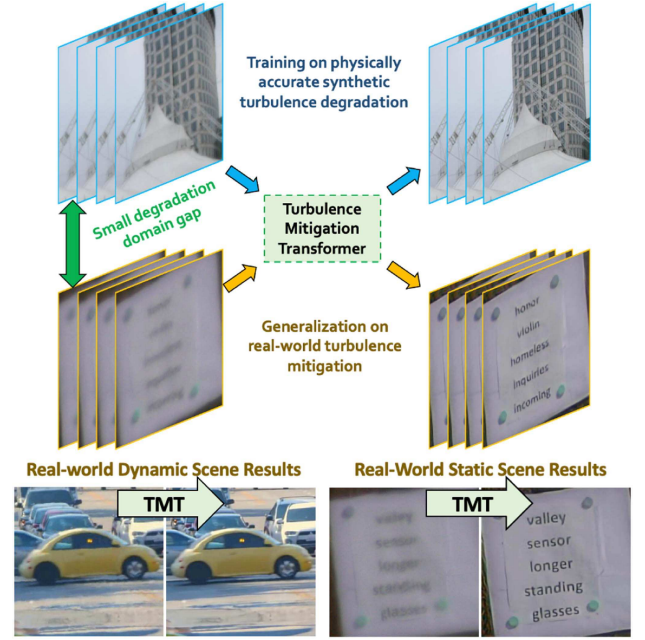 Training on physically
accurate synthetic
turbulence degradation
Small degradation
domain gap
Turbulence
Mitigation
Transformer
Generalization on
real-world turbulence
mitigation
honor
violin
homeless
inquiries
incoming
Real-world Dynamic Scene Results
Real-World Static Scene Results
TMT
TMT
valley
sensor
longer
standing
glasses
valley
sensor
longer
standing
glasses